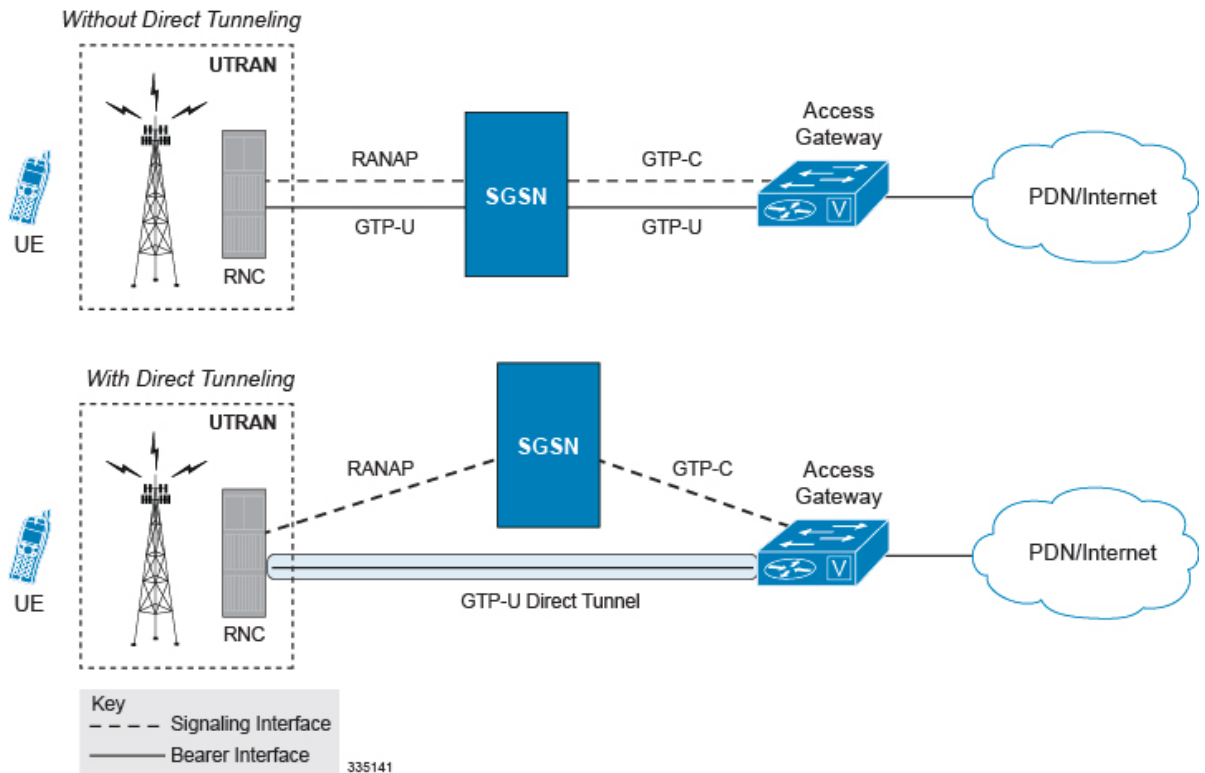 Without Direct Tunneling
UTRAN
Access
Gateway
RANAP
GTP-C
SGSN
PDN/Internet
V
GTP-U
GTP-U
UE
RNC
With Direct Tunneling
UTRAN
SGSN
RANAP
GTP-C
Access
Gateway
PDN/Internet
V
UE
GTP-U Direct Tunnel
RNC
Key
Signaling Interface
Bearer Interface
335141